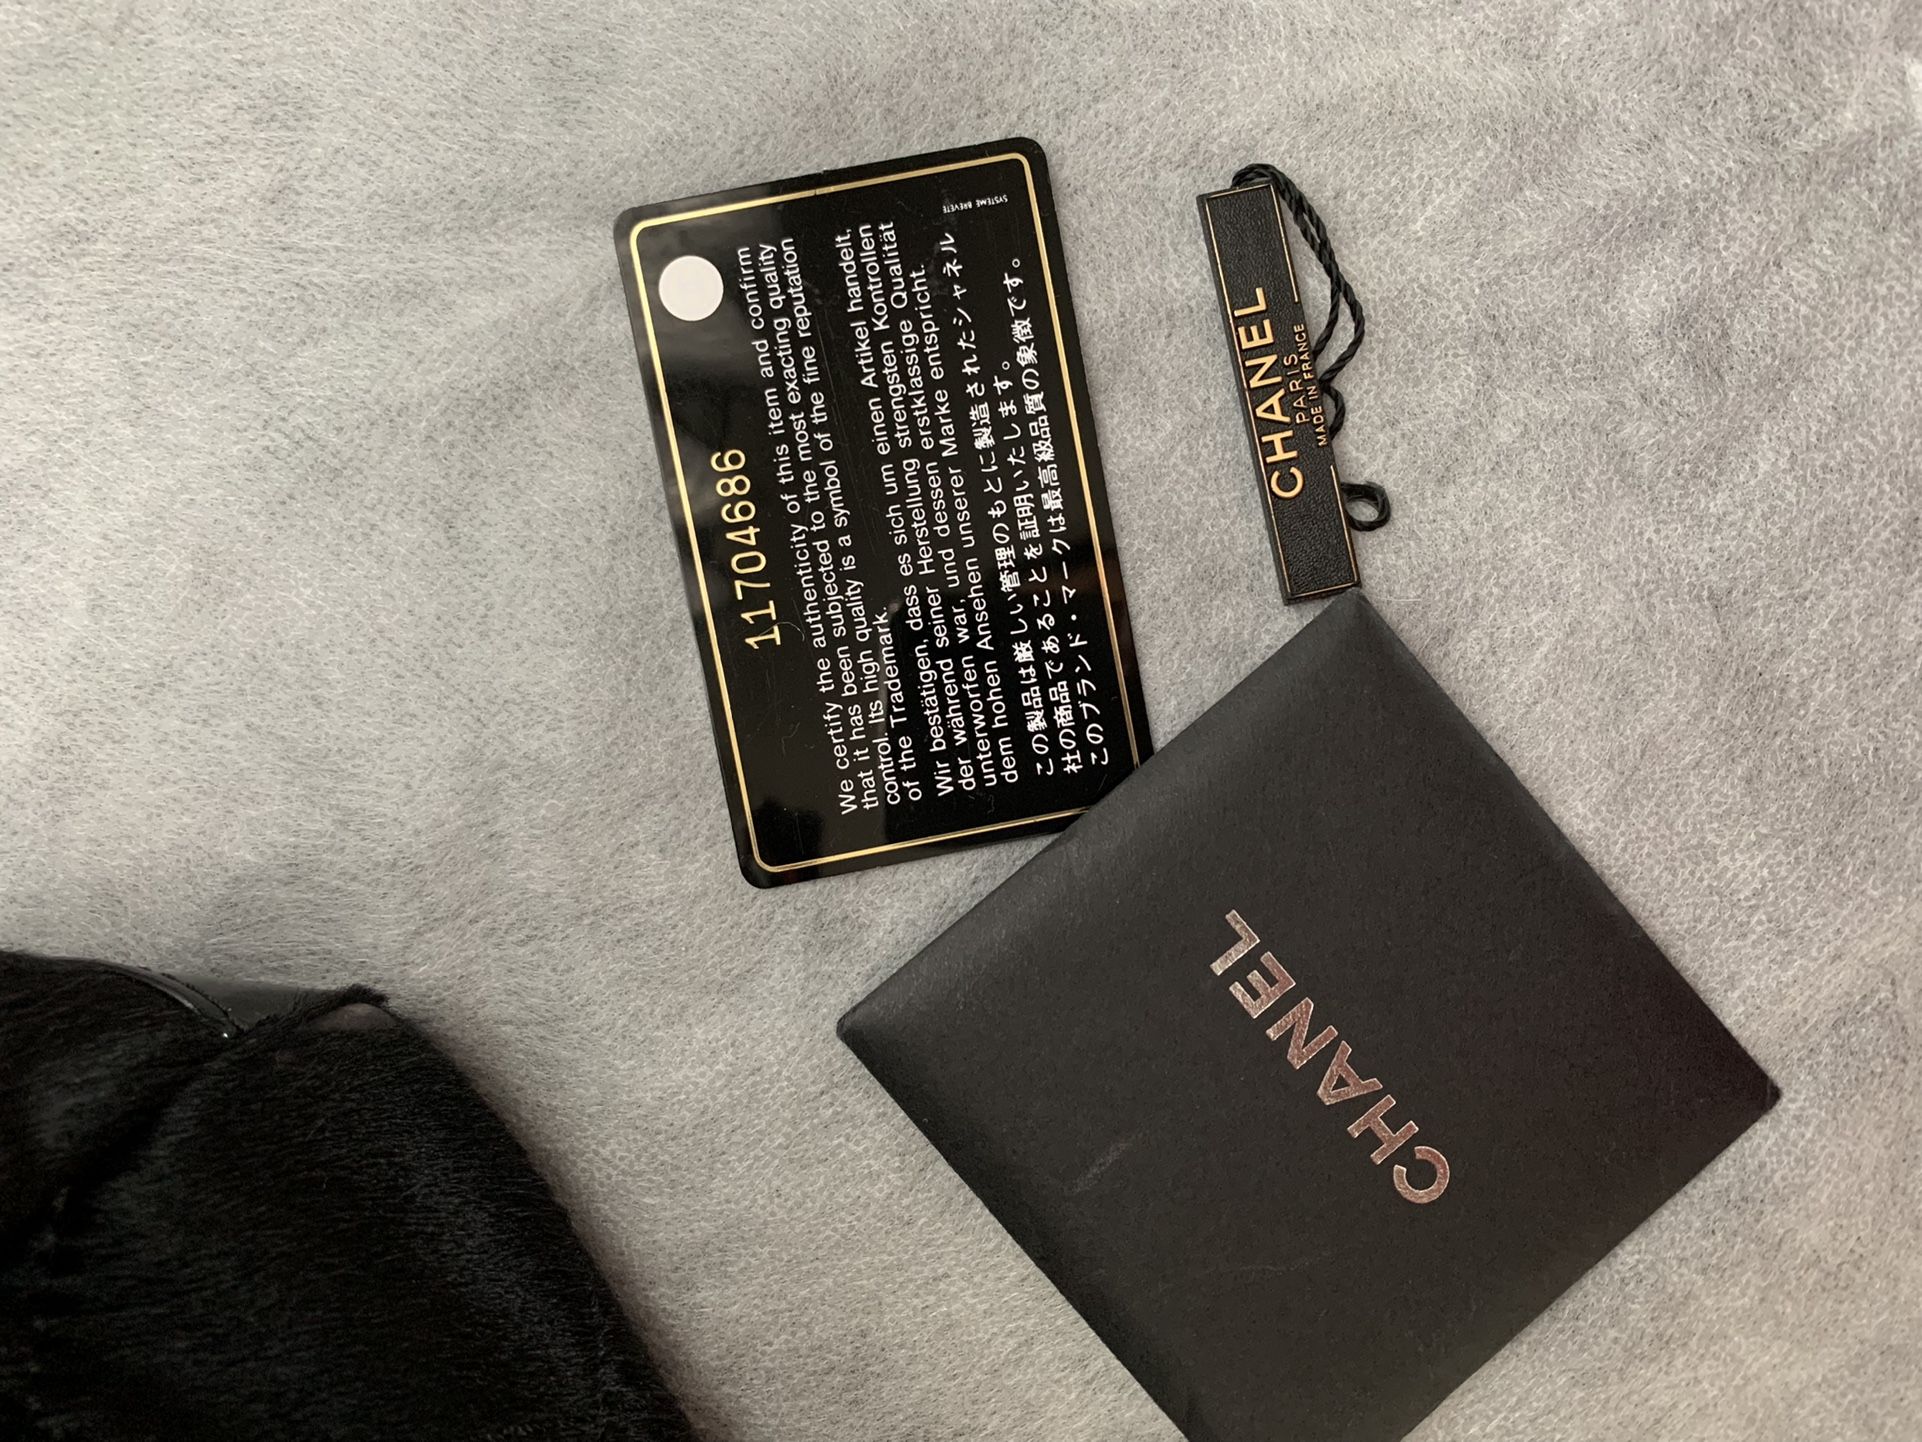 11704686
We certify the authenticity of this item and confirm
that it has been subjected to the most exacting quality
control. Its high quality is a symbol of the fine reputation
of the Trademark.
Wir bestätigen, dass es sich um einen Artikel handelt,
der während seiner Herstellung strengsten Kontrollen
unterworfen war, und dessen erstklassige Qualität
dem hohen Ansehen unserer Marke entspricht.
この製品は厳しい管理のもとに製造されたシャネル
社の商品であることを証明いたします。
このブランド・マークは最高級品質の象徴です。
SYSTEME BREVETE
CHANEL
PARIS
MADE IN FRANCE
CHANEL